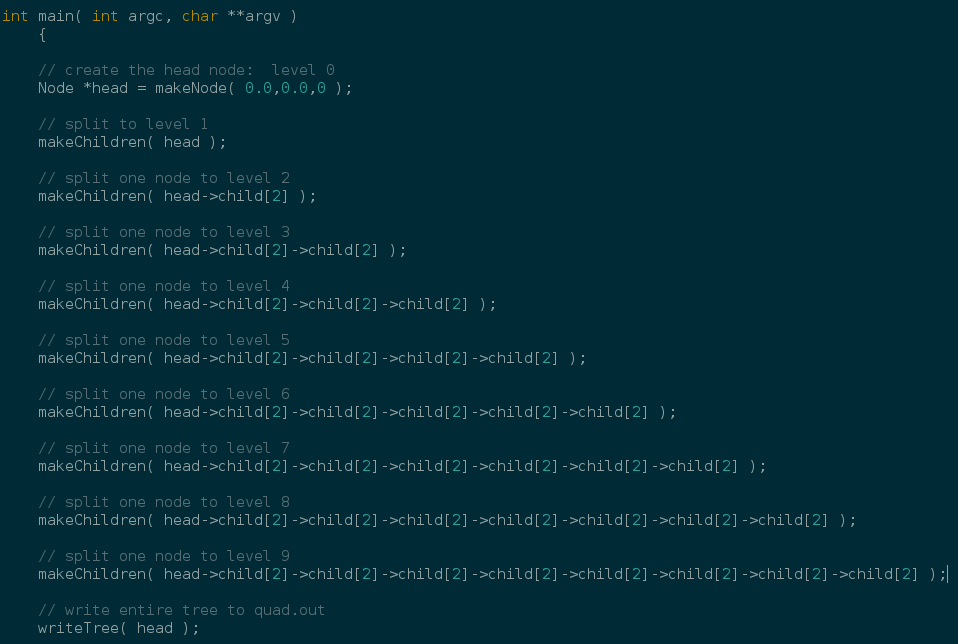 int main( int argc, char **argv )
{
// create the head node:  level 0
Node *head = makeNode( 0.0,0.0,0 );
// split to level 1
makeChildren( head );
// split one node to level 2
makeChildren( head->child[2] );
// split one node to level 3
makeChildren( head->child[2]->child[2] );
// split one node to level 4
makeChildren( head->child[2]->child[2]->child[2] );
// split one node to level 5
makeChildren( head->child[2]->child[2]->child[2]->child[2] );
// split one node to level 6
makeChildren( head->child[2]->child[2]->child[2]->child[2]->child[2] );
// split one node to level 7
makeChildren( head->child[2]->child[2]->child[2]->child[2]->child[2]->child[2] );
// split one node to level 8
makeChildren( head->child[2]->child[2]->child[2]->child[2]->child[2]->child[2]->child[2] );
// split one node to level 9
makeChildren( head->child[2]->child[2]->child[2]->child[2]->child[2]->child[2]->child[2]->child[2] );
// write entire tree to quad.out
writeTree( head );